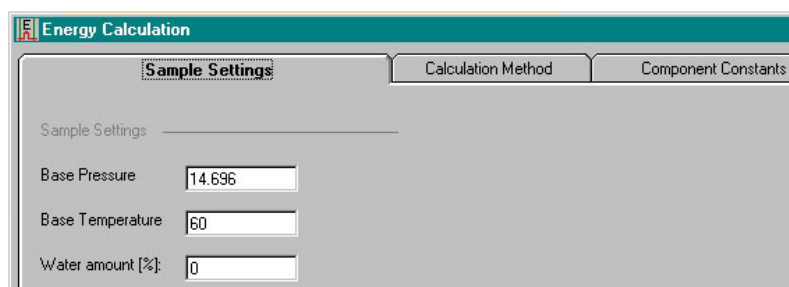 Energy Calculation
Sample Settings Calculation Method Component Constants
Sample Settings
Base Pressure 14.696
Base Temperature 60
Water amount [%]: 0